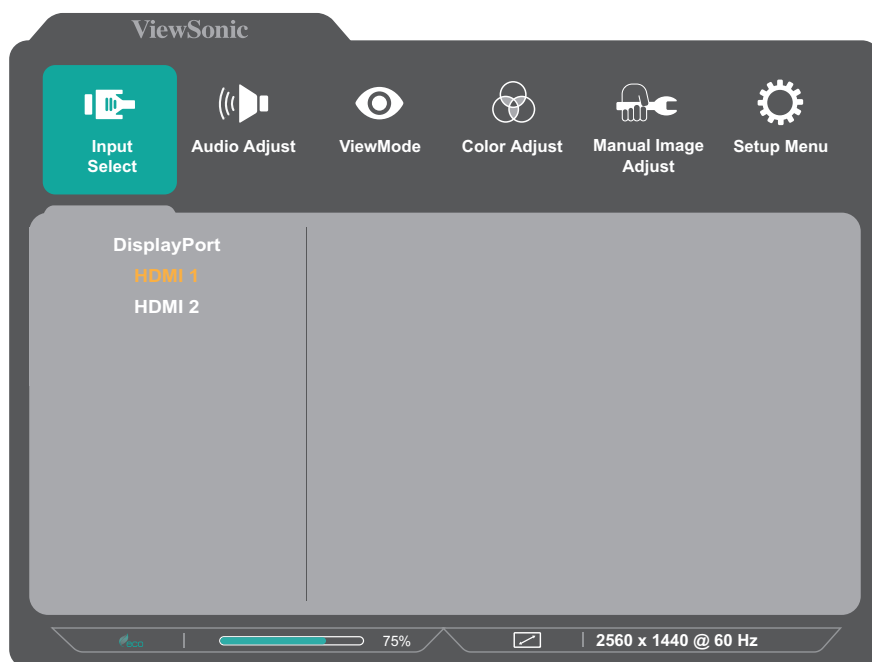 ViewSonic
Input
Select
Audio Adjust
ViewMode
Color Adjust
Manual Image
Adjust
Setup Menu
DisplayPort
HDMI 1
HDMI 2
eco
75%
2560 x 1440 @ 60 Hz